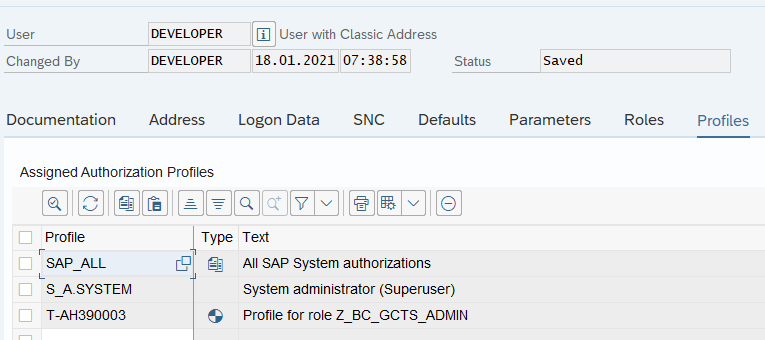 User DEVELOPER User with Classic Address
Changed By DEVELOPER 18.01.2021 07:38:58 Status Saved
Documentation Address Logon Data SNC Defaults Parameters Roles Profiles
Assigned Authorization Profiles
Profile Type Text
SAP_ALL All SAP System authorizations
S_A.SYSTEM System administrator (Superuser)
T-AH390003 Profile for role Z_BC_GCTS_ADMIN